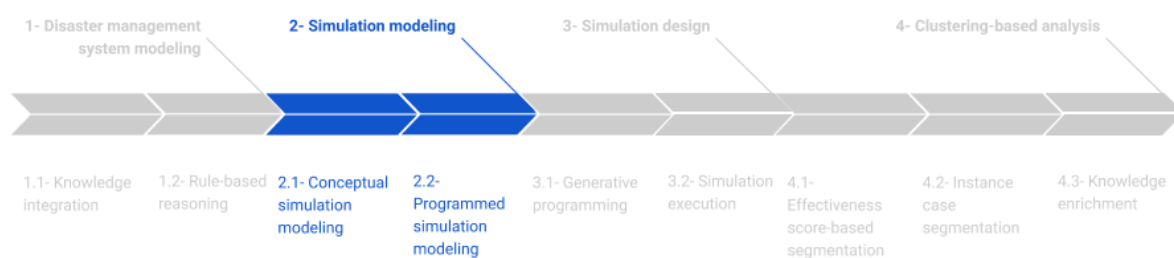 1- Disaster management
system modeling
2- Simulation modeling
3- Simulation design
4- Clustering-based analysis
1.1- Knowledge
integration
1.2- Rule-based
reasoning
2.1- Conceptual
simulation
modeling
2.2-
Programmed
simulation
modeling
3.1- Generative
programming
3.2- Simulation
execution
4.1-
Effectiveness
score-based
segmentation
4.2- Instance
case
segmentation
4.3- Knowledge
enrichment